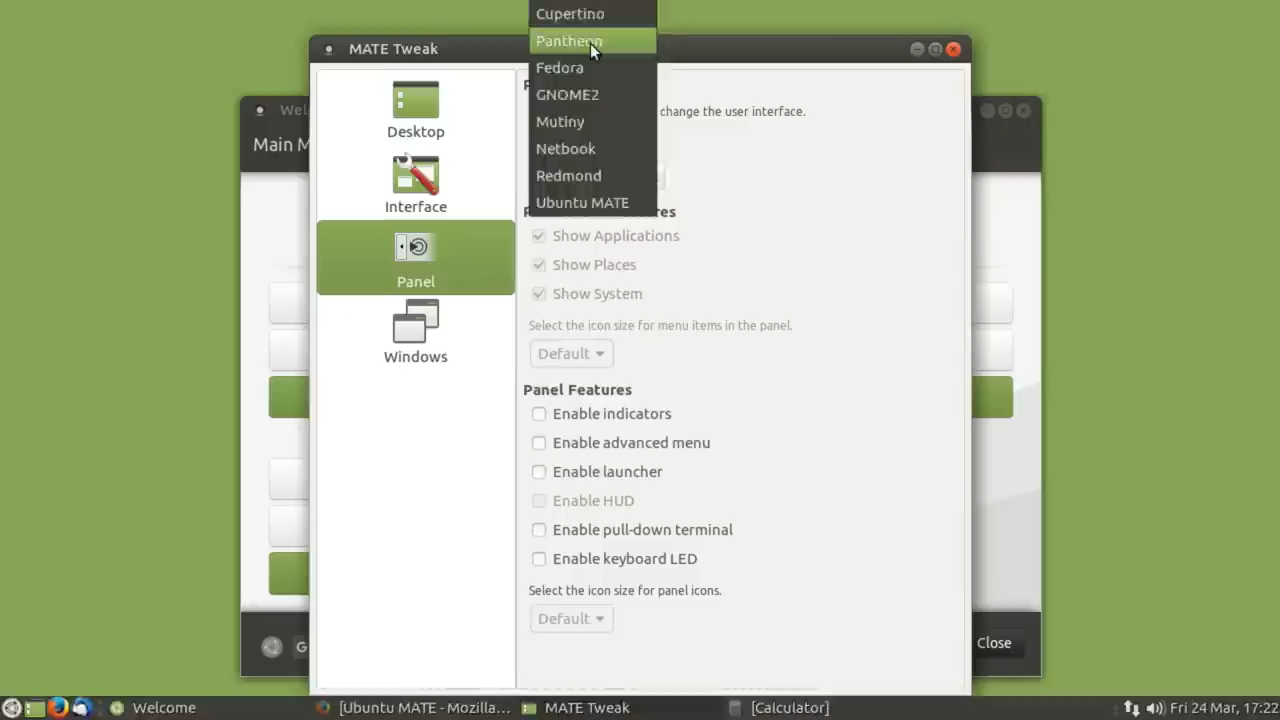 Cupertino
Pantheon
Fedora
GNOME2
Mutiny
Netbook
Redmond
Ubuntu MATE
MATE Tweak
Wel
Main M
Desktop
Interface
Panel
Windows
change the user interface.
Show Applications
Show Places
Show System
Select the icon size for menu items in the panel.
Default
Panel Features
Enable indicators
Enable advanced menu
Enable launcher
Enable HUD
Enable pull-down terminal
Enable keyboard LED
Select the icon size for panel icons.
Default
G
Close
Welcome
[Ubuntu MATE - Mozilla...
MATE Tweak
[Calculator]
Fri 24 Mar, 17:22